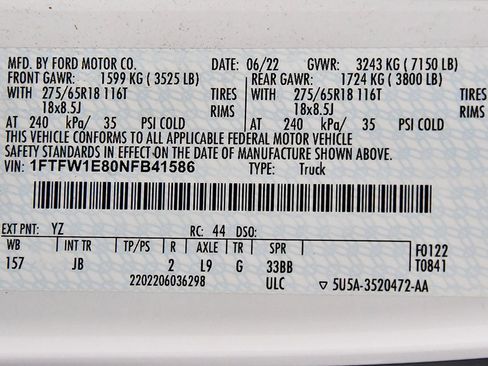 MFD. BY FORD MOTOR CO. DATE: 06/22 GVWR: 3243 KG ( 7150 LB)
FRONT GAWR: 1599 KG ( 3525 LB) REAR GAWR: 1724 KG ( 3800 LB)
WITH 275/65R18 116T TIRES WITH 275/65R18 116T TIRES
18x8.5J RIMS 18x8.5J RIMS
AT 240 kPa/ 35 PSI COLD AT 240 kPa/ 35 PSI COLD
THIS VEHICLE CONFORMS TO ALL APPLICABLE FEDERAL MOTOR VEHICLE
SAFETY STANDARDS IN EFFECT ON THE DATE OF MANUFACTURE SHOWN ABOVE.
VIN: 1FTFW1E80NFB41586 TYPE: Truck
EXT PNT: YZ RC: 44 DSO:
WB INT TR TP/PS R AXLE TR SPR F0122
157 JB 2 L9 G 33BB T0841
2202206036298 ULC ▽ 5U5A-3520472-AA